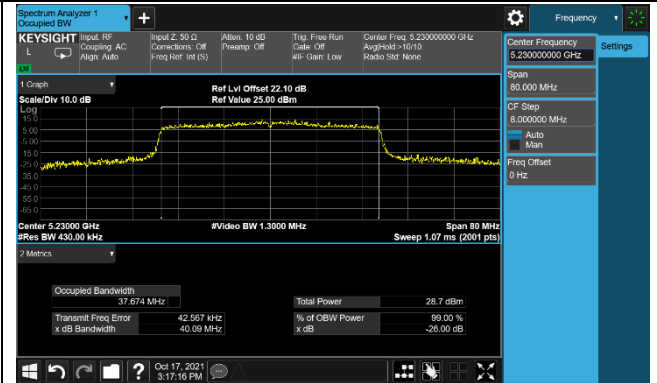 Spectrum Analyzer 1
Occupied BW
Frequency
KEYSIGHT
L
Input: RF
Coupling: AC
Align: Auto
Input Z: 50 Ω
Corrections: Off
Freq Ref: Int (S)
Atten: 10 dB
Preamp: Off
Trig: Free Run
Gate: Off
#IF Gain: Low
Center Freq: 5.230000000 GHz
Avg|Hold:>10/10
Radio Std: None
Center Frequency
5.230000000 GHz
Settings
Span
80.000 MHz
CF Step
8.000000 MHz
Auto
Man
Freq Offset
0 Hz
1 Graph
Scale/Div 10.0 dB
Ref Lvl Offset 22.10 dB
Ref Value 25.00 dBm
Log
15.0
5.00
-5.00
-15.0
-25.0
-35.0
-45.0
-55.0
-65.0
Center 5.23000 GHz
#Res BW 430.00 kHz
#Video BW 1.3000 MHz
Span 80 MHz
Sweep 1.07 ms (2001 pts)
2 Metrics
Occupied Bandwidth
37.674 MHz
Total Power 28.7 dBm
Transmit Freq Error 42.567 kHz
% of OBW Power 99.00 %
x dB Bandwidth 40.09 MHz
x dB -26.00 dB
?
Oct 17, 2021
3:17:16 PM